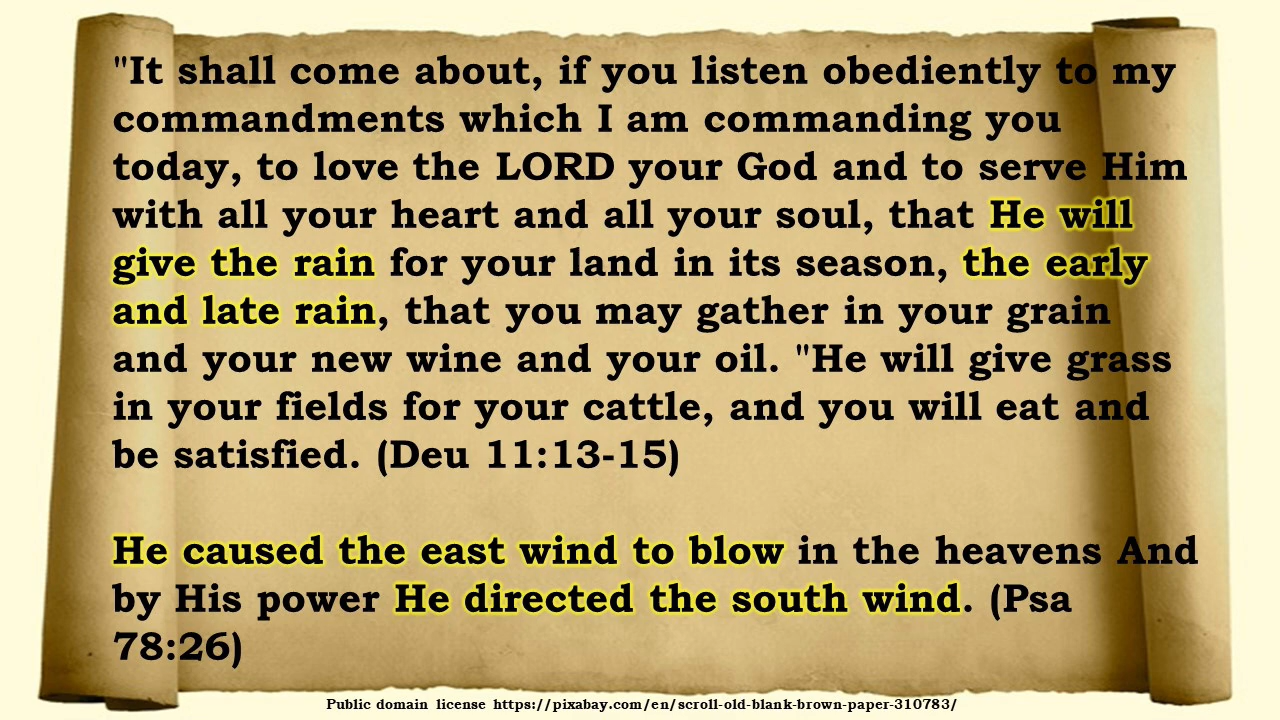 "It shall come about, if you listen obediently to my
commandments which I am commanding you
today, to love the LORD your God and to serve Him
with all your heart and all your soul, that He will
give the rain for your land in its season, the early
and late rain, that you may gather in your grain
and your new wine and your oil. "He will give grass
in your fields for your cattle, and you will eat and
be satisfied. (Deu 11:13-15)
He caused the east wind to blow in the heavens And
by His power He directed the south wind. (Psa
78:26)
Public domain license https://pixabay.com/en/scroll-old-blank-brown-paper-310783/